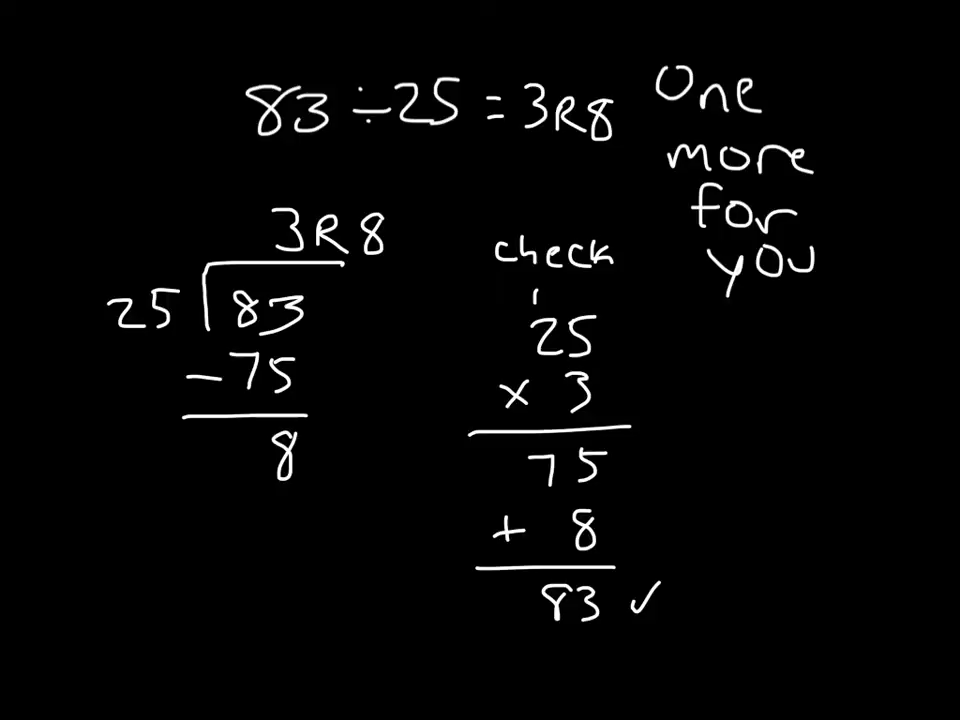 83 ÷ 25 = 3R8
One
more
for
you
3R8
25 83
-75
8
check
1
25
x 3
75
+ 8
83 ✓